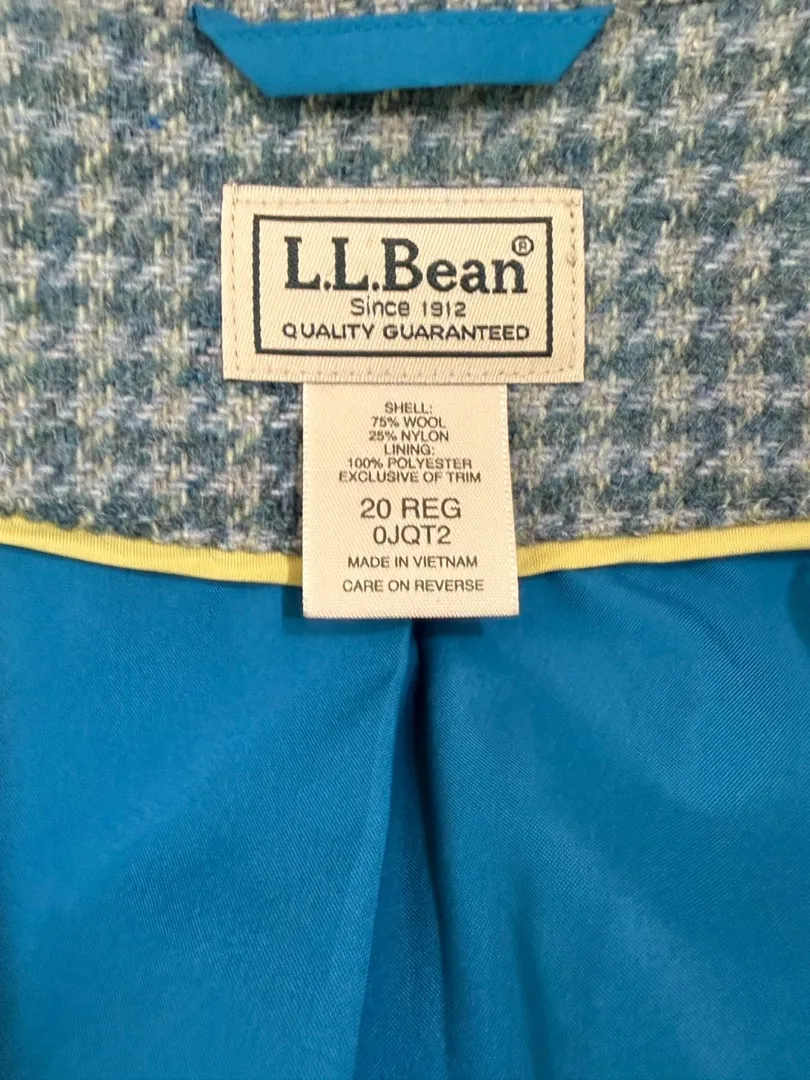 L.L.Bean®
Since 1912
QUALITY GUARANTEED
SHELL:
75% WOOL
25% NYLON
LINING:
100% POLYESTER
EXCLUSIVE OF TRIM
20 REG
0JQT2
MADE IN VIETNAM
CARE ON REVERSE